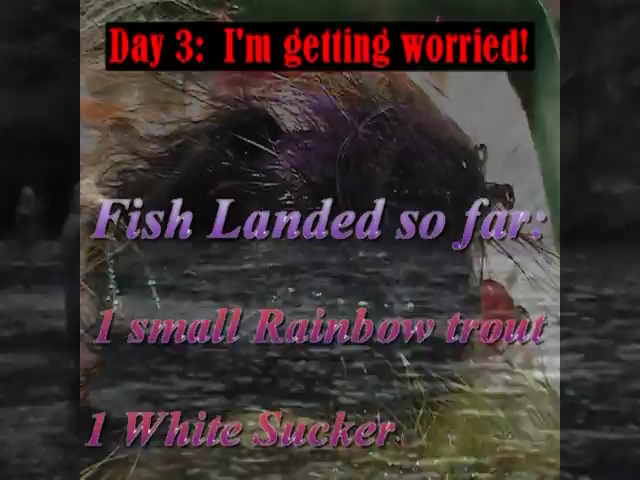 Day 3: I'm getting worried!
Fish Landed so far:
1 small Rainbow trout
1 White Sucker